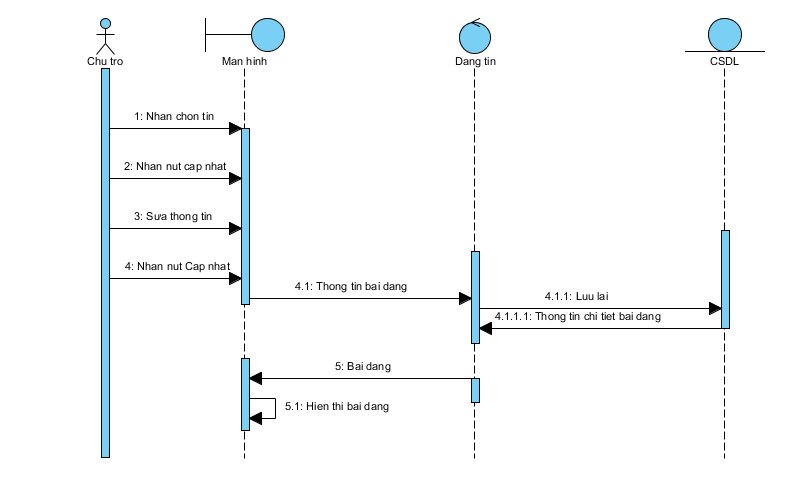 Chu tro
Man hinh
Dang tin
CSDL
1: Nhan chon tin
2: Nhan nut cap nhat
3: Sua thong tin
4: Nhan nut Cap nhat
4.1: Thong tin bai dang
4.1.1: Luu lai
4.1.1.1: Thong tin chi tiet bai dang
5: Bai dang
5.1: Hien thi bai dang